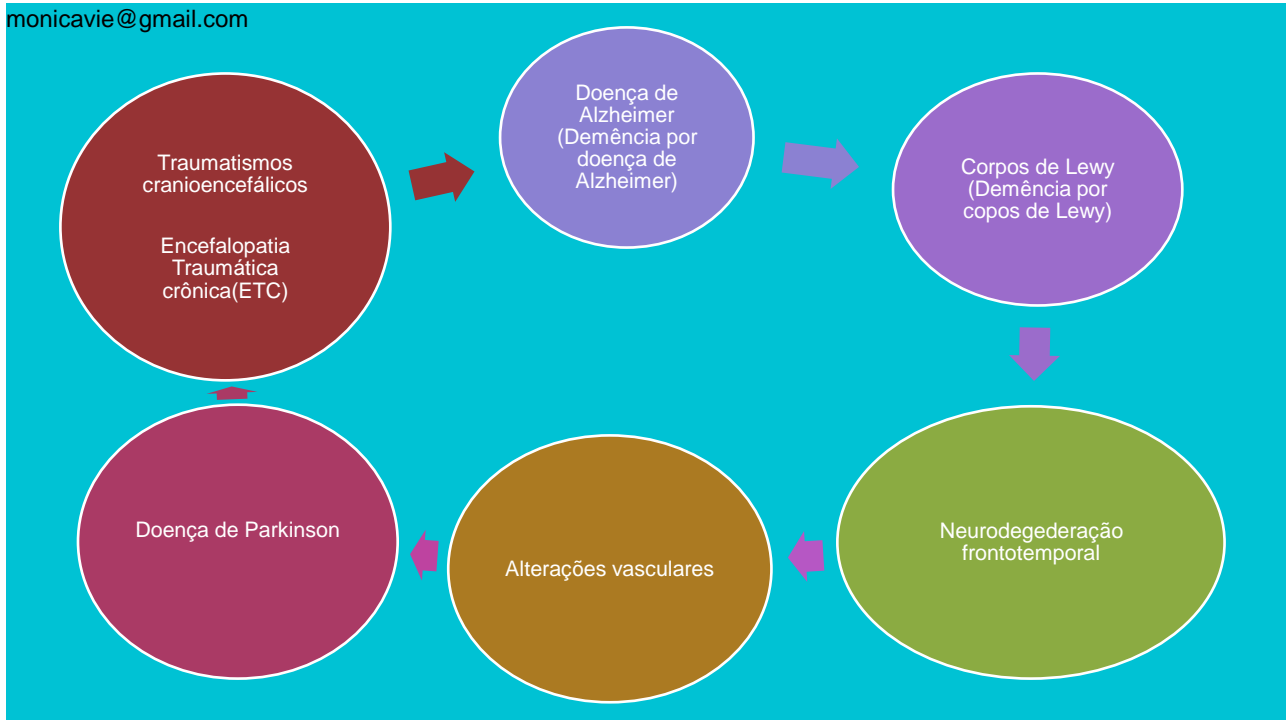 monicavie@gmail.com
Doença de
Alzheimer
(Demência por
doença de
Alzheimer)
Corpos de Lewy
(Demência por
copos de Lewy)
Neurodegederação
frontotemporal
Alterações vasculares
Doença de Parkinson
Traumatismos
cranioencefálicos
Encefalopatia
Traumática
crônica(ETC)